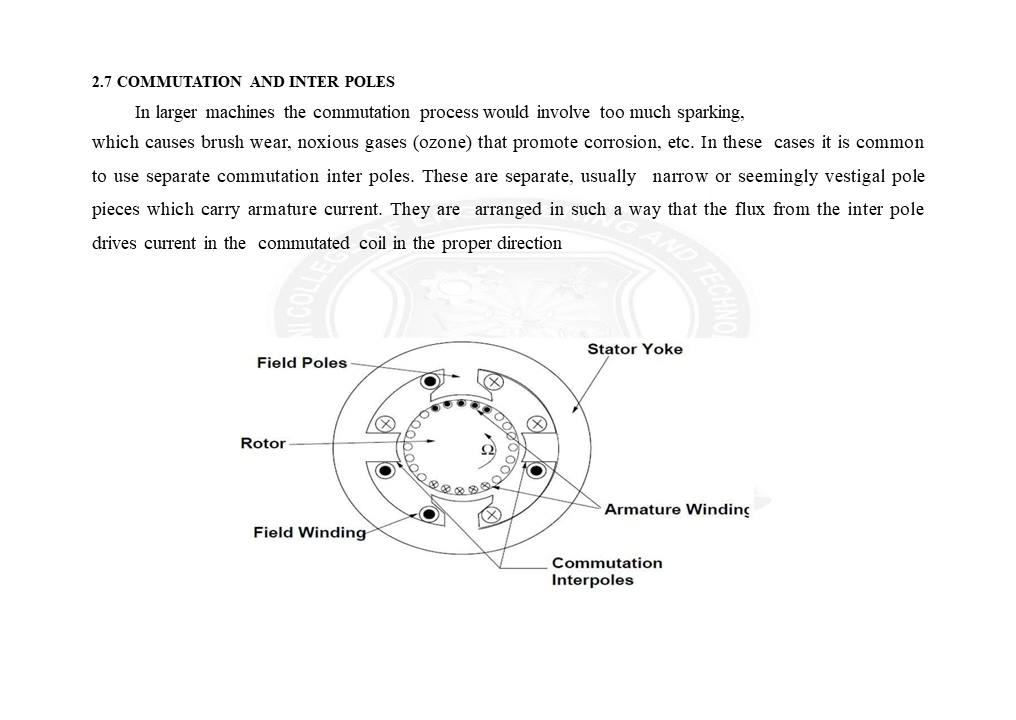 2.7 COMMUTATION AND INTER POLES
In larger machines the commutation process would involve too much sparking,
which causes brush wear, noxious gases (ozone) that promote corrosion, etc. In these cases it is common
to use separate commutation inter poles. These are separate, usually narrow or seemingly vestigal pole
pieces which carry armature current. They are arranged in such a way that the flux from the inter pole
drives current in the commutated coil in the proper direction
COLLEGE OF
AND
Stator Yoke
Field Poles
Rotor
Ω
Armature Winding
Field Winding
Commutation
Interpoles